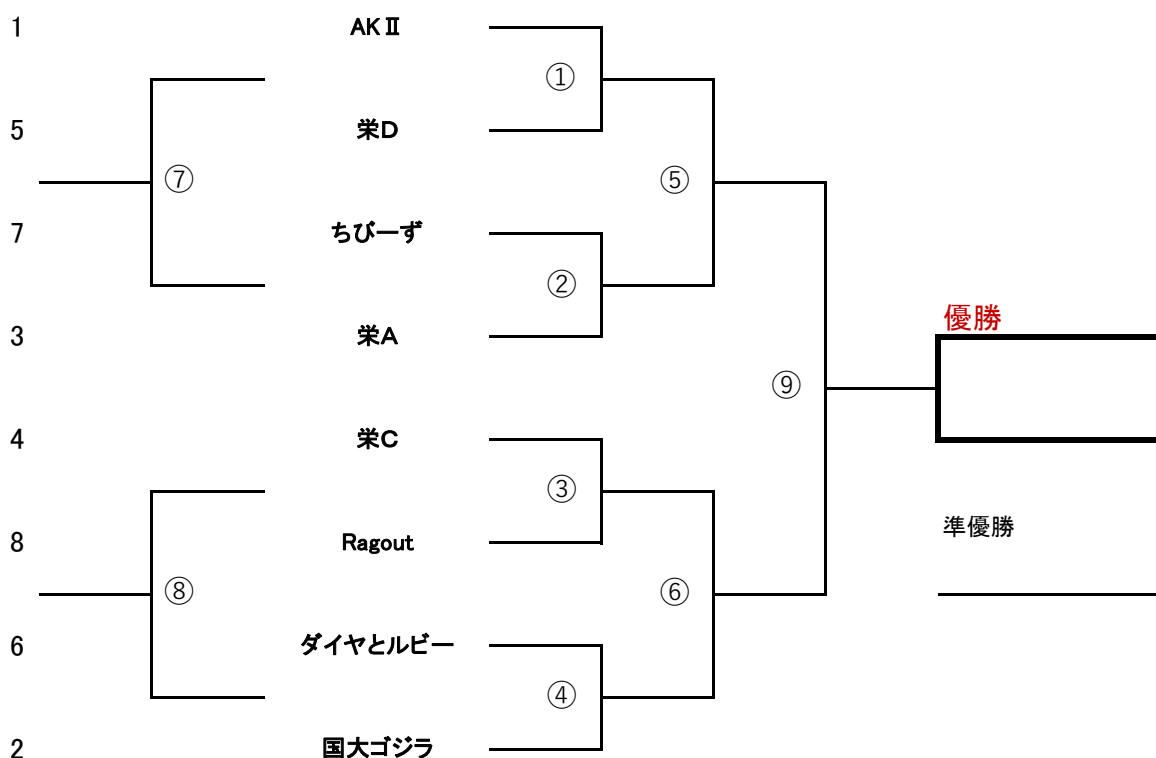 1 AKⅡ
①
5 栄D
⑦ ⑤
7 ちびーず
②
優勝
3 栄A
⑨
4 栄C
③
準優勝
8 Ragout
⑧ ⑥
6 ダイヤとルビー
④
2 国大ゴジラ